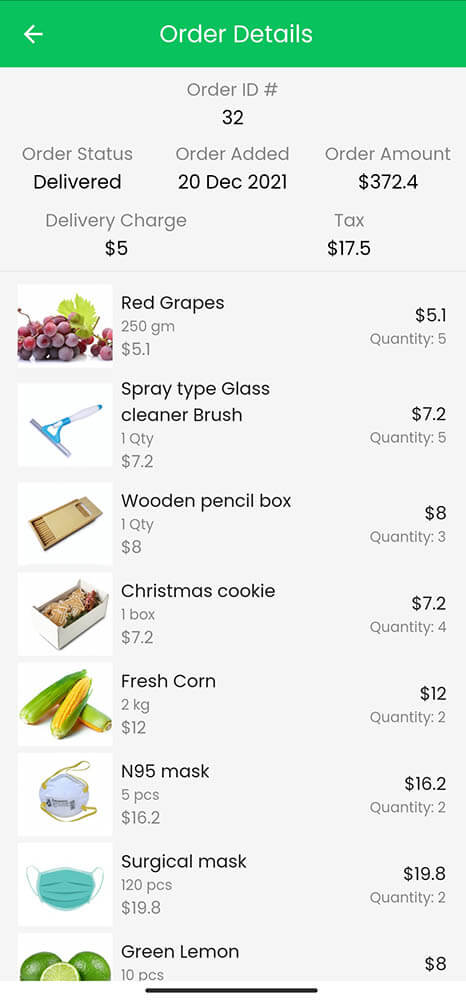 Order Details
Order ID #
32
Order Status
Order Added
Order Amount
Delivered
20 Dec 2021
$372.4
Delivery Charge
Tax
$5
$17.5
Red Grapes
250 gm
$5.1
$5.1
Quantity: 5
Spray type Glass
cleaner Brush
1 Qty
$7.2
$7.2
Quantity: 5
Wooden pencil box
1 Qty
$8
$8
Quantity: 3
Christmas cookie
1 box
$7.2
$7.2
Quantity: 4
Fresh Corn
2 kg
$12
$12
Quantity: 2
N95 mask
5 pcs
$16.2
$16.2
Quantity: 2
Surgical mask
120 pcs
$19.8
$19.8
Quantity: 2
Green Lemon
10 pcs
$8